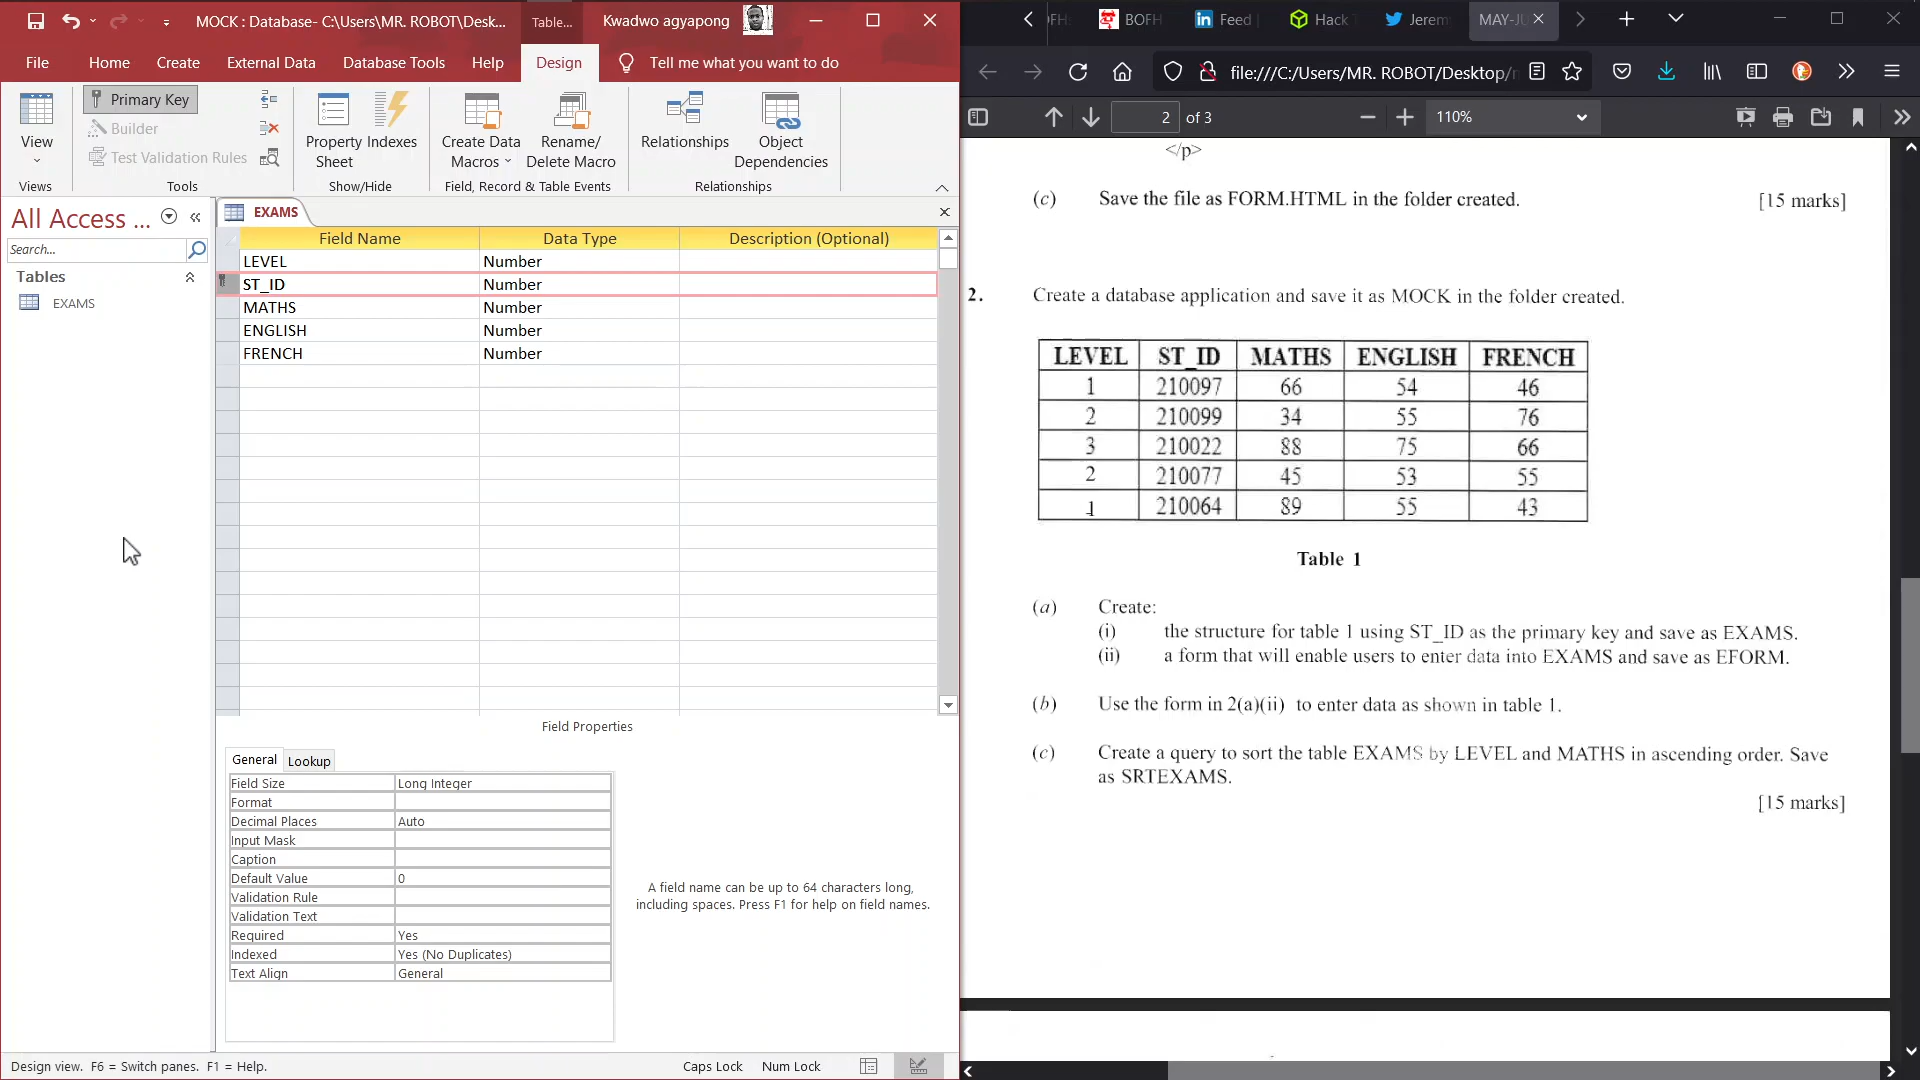 MOCK : Database- C:\Users\MR. ROBOT\Desk...
Table...
Kwadwo agyapong
File
Home
Create
External Data
Database Tools
Help
Design
Tell me what you want to do
View
Primary Key
Builder
Test Validation Rules
Property Sheet
Indexes
Create Data Macros
Rename/ Delete Macro
Relationships
Object Dependencies
Views
Tools
Show/Hide
Field, Record & Table Events
Relationships
All Access ...
Search...
Tables
EXAMS
EXAMS
Field Name Data Type Description (Optional)
LEVEL Number
ST_ID Number
MATHS Number
ENGLISH Number
FRENCH Number
Field Properties
General Lookup
Field Size Long Integer
Format
Decimal Places Auto
Input Mask
Caption
Default Value 0
Validation Rule
Validation Text
Required Yes
Indexed Yes (No Duplicates)
Text Align General
A field name can be up to 64 characters long,
including spaces. Press F1 for help on field names.
Design view. F6 = Switch panes. F1 = Help.
Caps Lock Num Lock
BOFH
Feed
Hack
Jerem
MAY-JU
file:///C:/Users/MR. ROBOT/Desktop/
2 of 3
110%
</p>
(c) Save the file as FORM.HTML in the folder created. [15 marks]
2. Create a database application and save it as MOCK in the folder created.
LEVEL ST_ID MATHS ENGLISH FRENCH
1 210097 66 54 46
2 210099 34 55 76
3 210022 88 75 66
2 210077 45 53 55
1 210064 89 55 43
Table 1
(a) Create:
(i) the structure for table 1 using ST_ID as the primary key and save as EXAMS.
(ii) a form that will enable users to enter data into EXAMS and save as EFORM.
(b) Use the form in 2(a)(ii) to enter data as shown in table 1.
(c) Create a query to sort the table EXAMS by LEVEL and MATHS in ascending order. Save
as SRTEXAMS.
[15 marks]